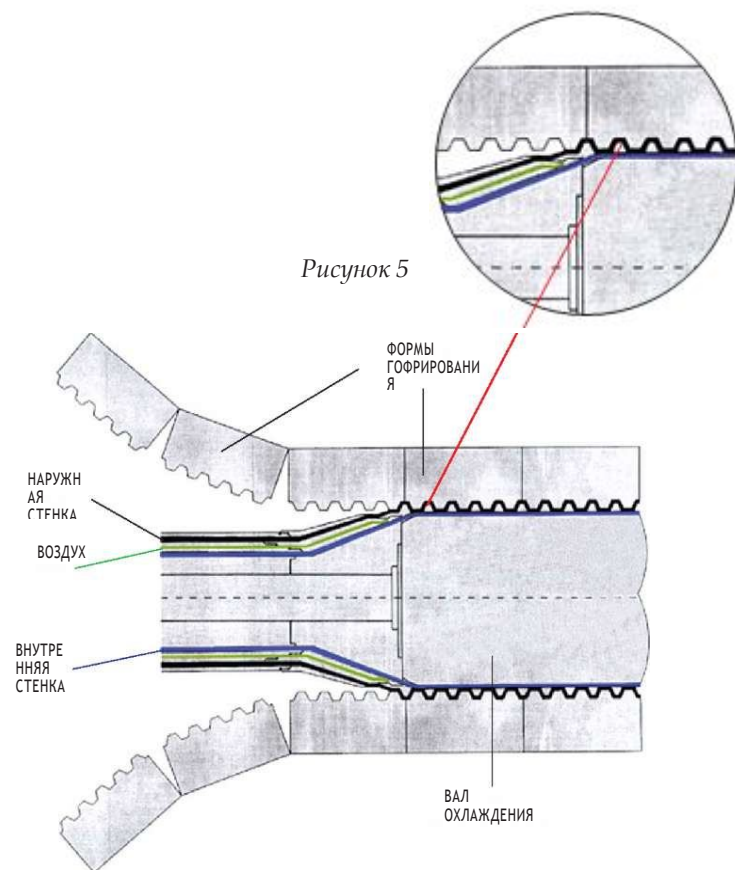 Рисунок 5
ФОРМЫ
ГОФРИРОВАНИ
Я
НАРУЖН
АЯ
СТЕНКА
ВОЗДУХ
ВНУТРЕ
ННЯЯ
СТЕНКА
ВАЛ
ОХЛАЖДЕНИЯ